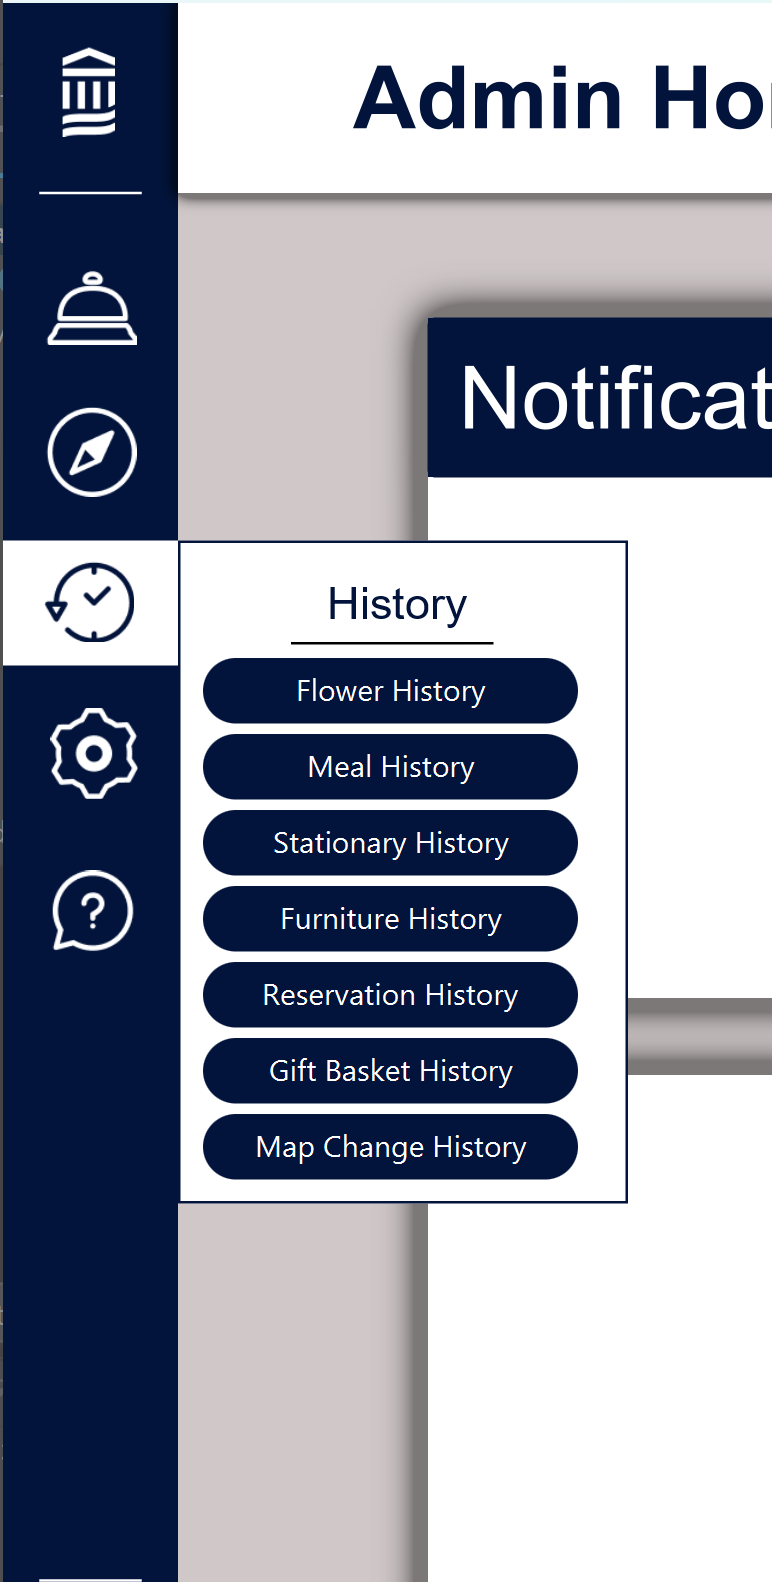 Admin Ho
Notificat
History
Flower History
Meal History
Stationary History
Furniture History
Reservation History
Gift Basket History
Map Change History
?